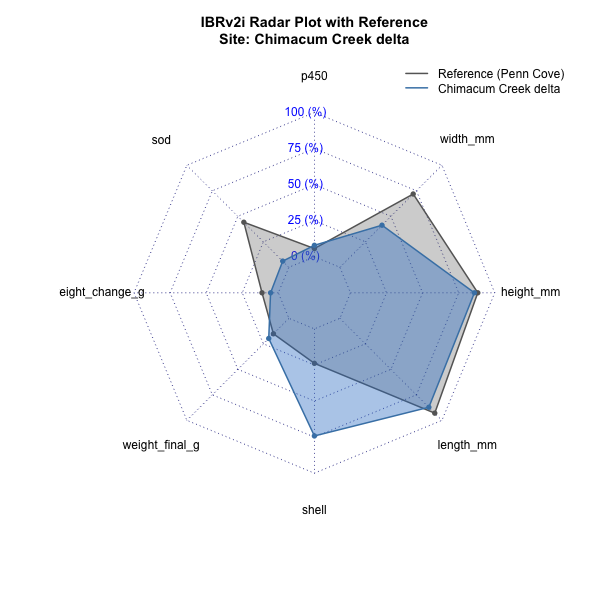 IBRv2i Radar Plot with Reference
Site: Chimacum Creek delta
Reference (Penn Cove)
Chimacum Creek delta
p450
100 (%)
75 (%)
50 (%)
25 (%)
0 (%)
sod
width_mm
eight_change_g
height_mm
weight_final_g
length_mm
shell